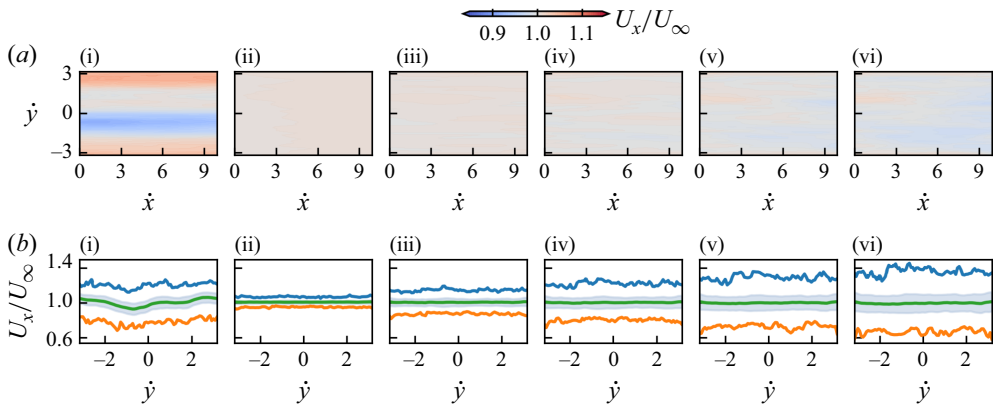 0.9 1.0 1.1 U_x/U_∞
(a) (i) (ii) (iii) (iv) (v) (vi)
3
ẏ 0
−3
0 3 6 9 0 3 6 9 0 3 6 9 0 3 6 9 0 3 6 9 0 3 6 9
ẋ ẋ ẋ ẋ ẋ ẋ
(b) (i) (ii) (iii) (iv) (v) (vi)
1.4
U_x/U_∞ 1.0
0.6
−2 0 2 −2 0 2 −2 0 2 −2 0 2 −2 0 2 −2 0 2
ẏ ẏ ẏ ẏ ẏ ẏ